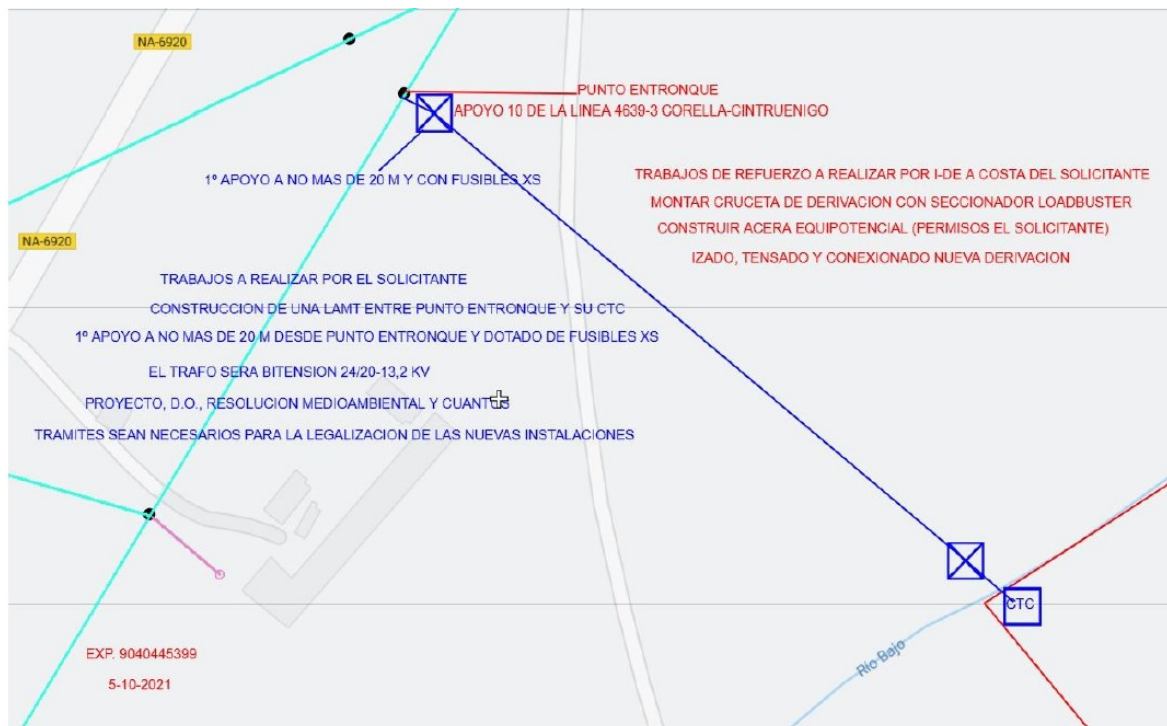 NA-6920
PUNTO ENTRONQUE
APOYO 10 DE LA LINEA 4639-3 CORELLA-CINTRUENIGO
1º APOYO A NO MAS DE 20 M Y CON FUSIBLES XS
TRABAJOS DE REFUERZO A REALIZAR POR I-DE A COSTA DEL SOLICITANTE
MONTAR CRUCETA DE DERIVACION CON SECCIONADOR LOADBUSTER
CONSTRUIR ACERA EQUIPOTENCIAL (PERMISOS EL SOLICITANTE)
IZADO, TENSADO Y CONEXIONADO NUEVA DERIVACION
NA-6920
TRABAJOS A REALIZAR POR EL SOLICITANTE
CONSTRUCCION DE UNA LAMT ENTRE PUNTO ENTRONQUE Y SU CTC
1º APOYO A NO MAS DE 20 M DESDE PUNTO ENTRONQUE Y DOTADO DE FUSIBLES XS
EL TRAFO SERA BITENSION 24/20-13,2 KV
PROYECTO, D.O., RESOLUCION MEDIOAMBIENTAL Y CUANTOS
TRAMITES SEAN NECESARIOS PARA LA LEGALIZACION DE LAS NUEVAS INSTALACIONES
CTC
Río Bajo
EXP. 9040445399
5-10-2021